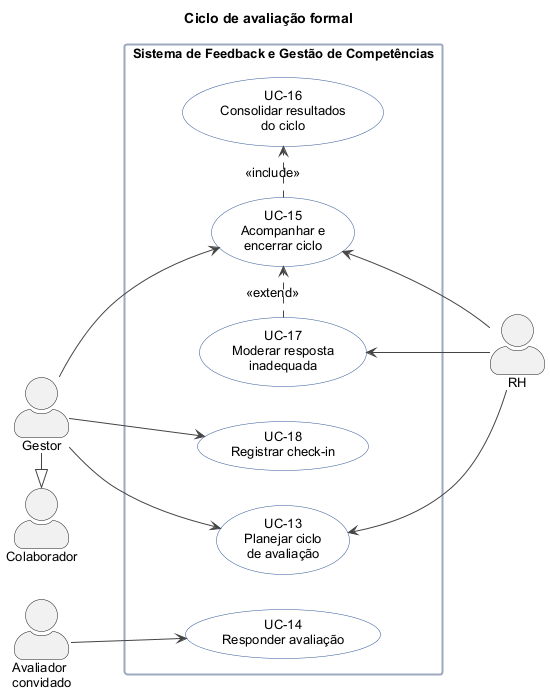 Ciclo de avaliação formal
Sistema de Feedback e Gestão de Competências
UC-16
Consolidar resultados
do ciclo
«include»
UC-15
Acompanhar e
encerrar ciclo
«extend»
UC-17
Moderar resposta
inadequada
RH
Gestor
UC-18
Registrar check-in
UC-13
Planejar ciclo
de avaliação
Colaborador
UC-14
Responder avaliação
Avaliador
convidado